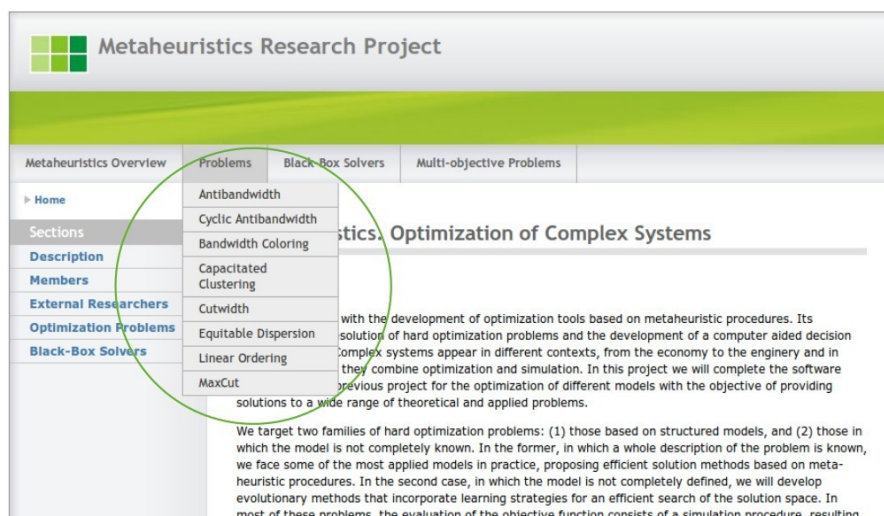 Metaheuristics Research Project
Metaheuristics Overview Problems Black-Box Solvers Multi-objective Problems
Home
Sections
Description
Members
External Researchers
Optimization Problems
Black-Box Solvers
Antibandwidth
Cyclic Antibandwidth
Bandwidth Coloring
Capacitated
Clustering
Cutwidth
Equitable Dispersion
Linear Ordering
MaxCut
stics. Optimization of Complex Systems
with the development of optimization tools based on metaheuristic procedures. Its
solution of hard optimization problems and the development of a computer aided decision
Complex systems appear in different contexts, from the economy to the enginery and in
they combine optimization and simulation. In this project we will complete the software
previous project for the optimization of different models with the objective of providing
solutions to a wide range of theoretical and applied problems.
We target two families of hard optimization problems: (1) those based on structured models, and (2) those in
which the model is not completely known. In the former, in which a whole description of the problem is known,
we face some of the most applied models in practice, proposing efficient solution methods based on meta-
heuristic procedures. In the second case, in which the model is not completely defined, we will develop
evolutionary methods that incorporate learning strategies for an efficient search of the solution space. In
most of these problems, the evaluation of the objective function consists of a simulation procedure, resulting